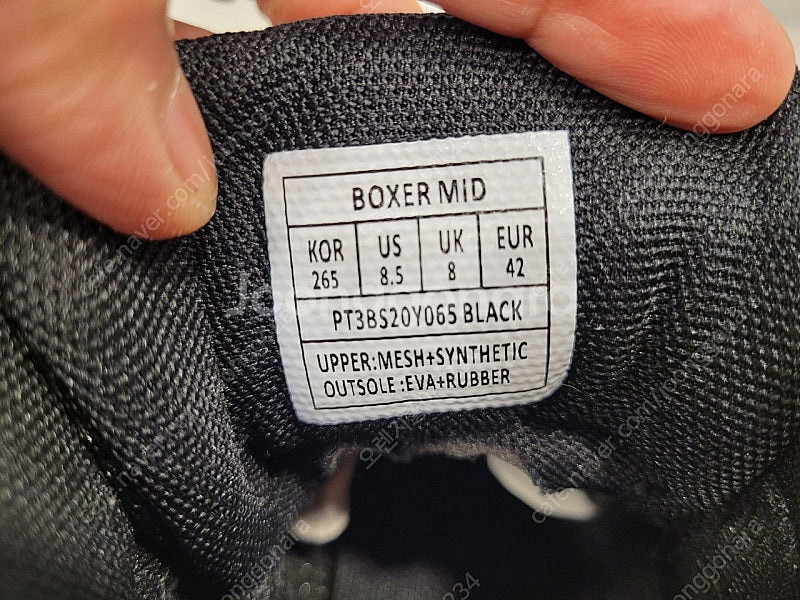 BOXER MID
KOR US UK EUR
265 8.5 8 42
PT3BS20Y065 BLACK
UPPER:MESH+SYNTHETIC
OUTSOLE :EVA+RUBBER